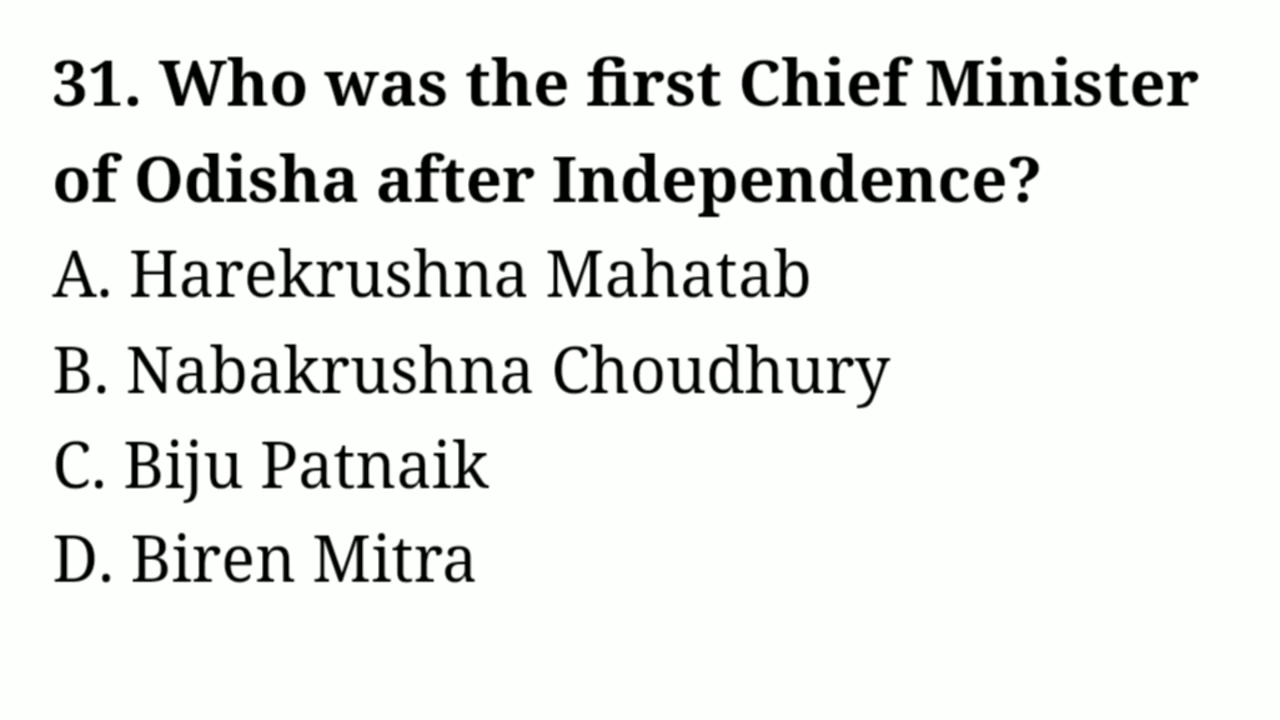 31. Who was the first Chief Minister
of Odisha after Independence?
A. Harekrushna Mahatab
B. Nabakrushna Choudhury
C. Biju Patnaik
D. Biren Mitra